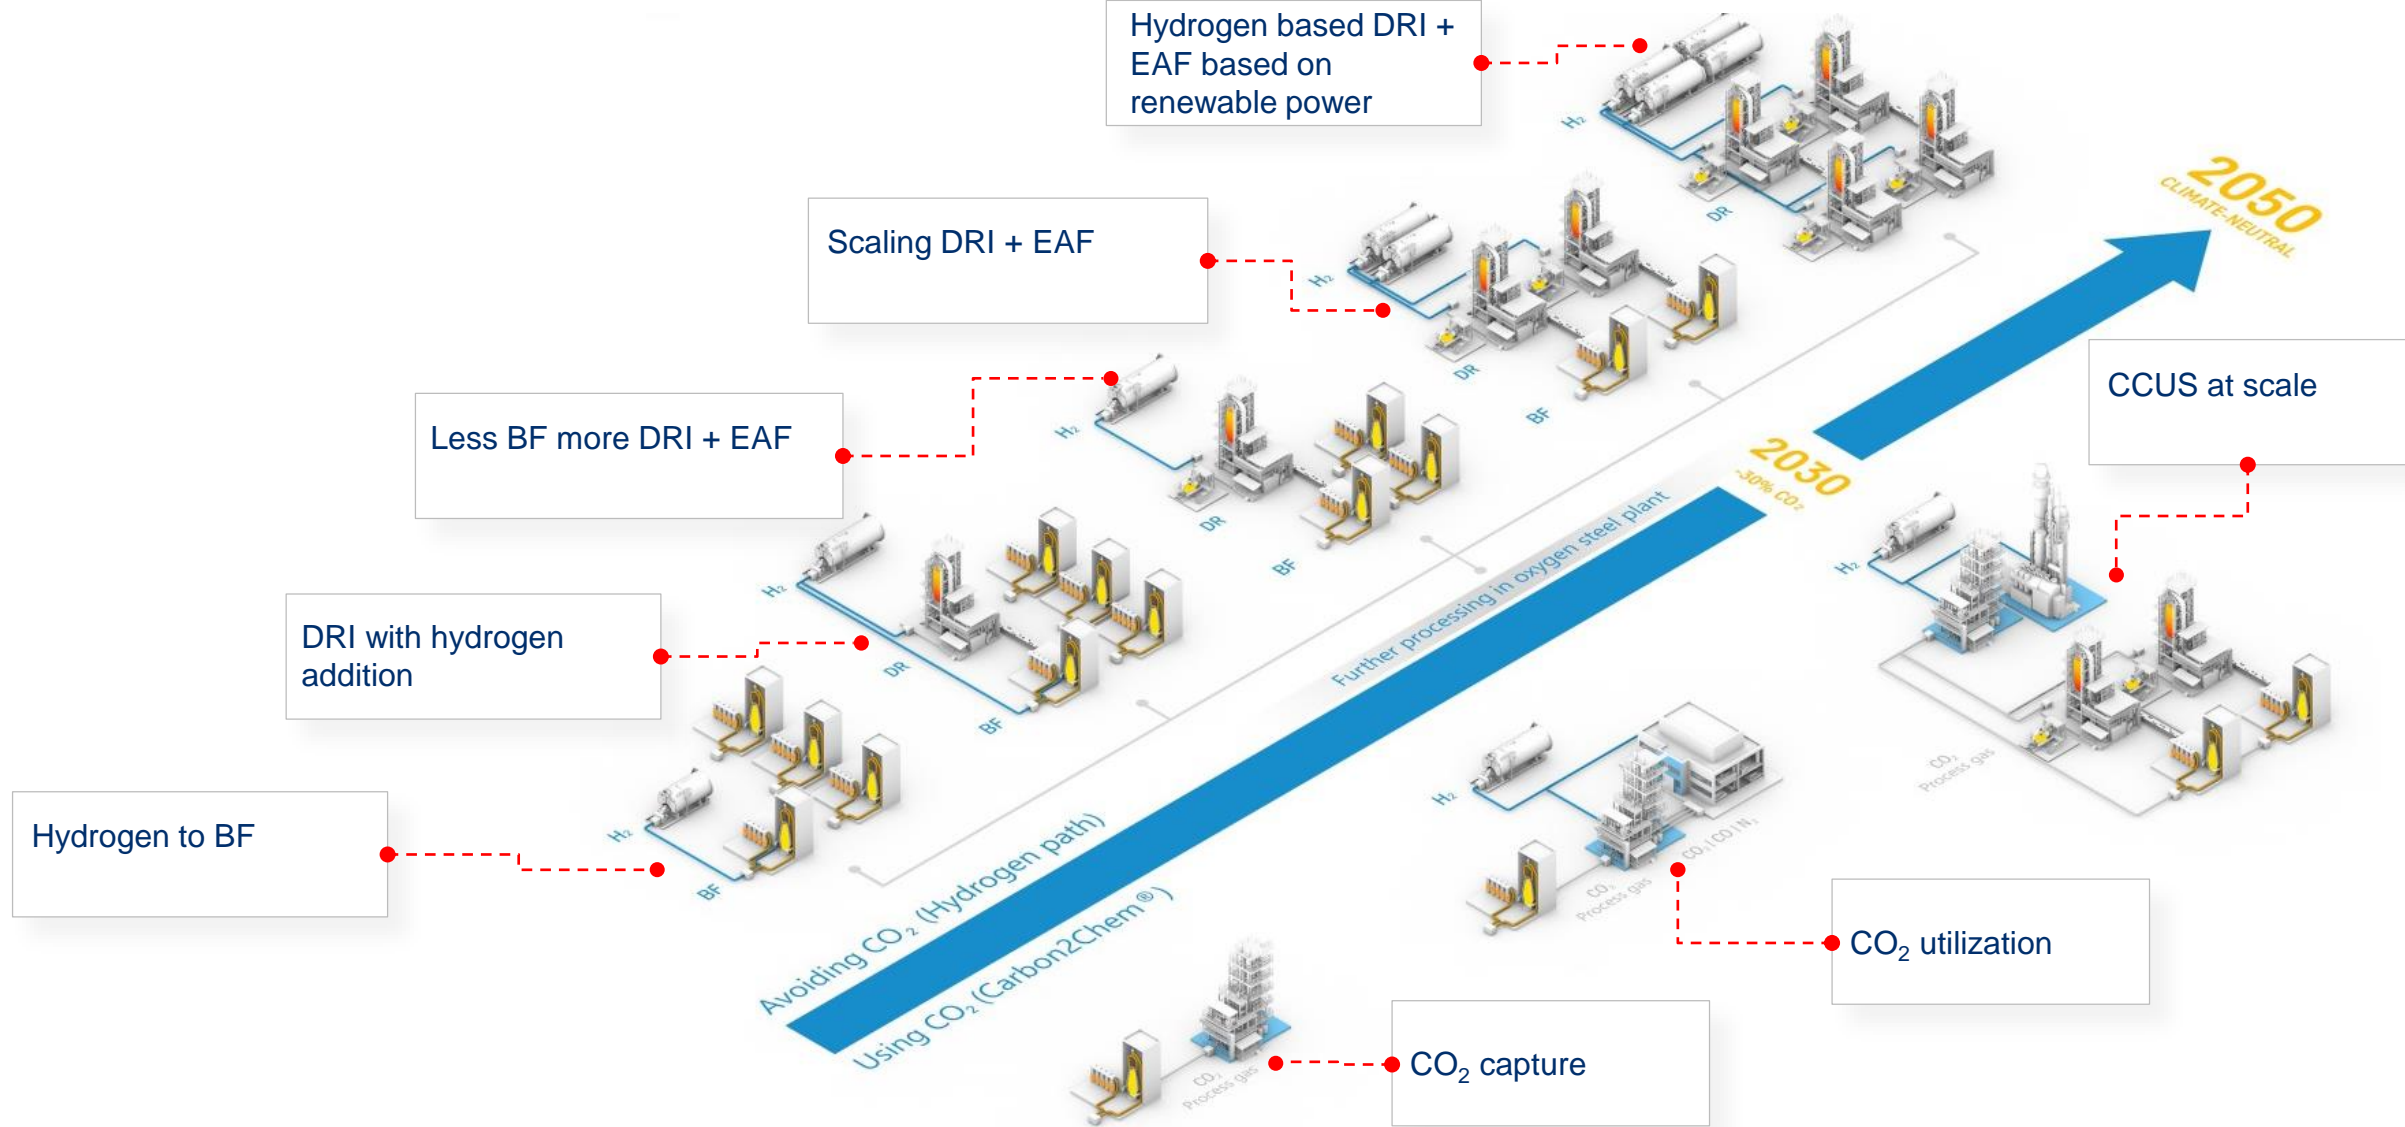 Hydrogen based DRI +
EAF based on
renewable power
H₂
DR
2050
CLIMATE-NEUTRAL
Scaling DRI + EAF
H₂
DR
BF
CCUS at scale
Less BF more DRI + EAF
H₂
DR
BF
2030
-30% CO₂
Further processing in oxygen steel plant
H₂
CO₂
Process gas
DRI with hydrogen
addition
H₂
DR
BF
Hydrogen to BF
H₂
BF
H₂
CO₂
Process gas
CO₂ | CO | N₂
CO₂ utilization
Avoiding CO₂ (Hydrogen path)
Using CO₂ (Carbon2Chem®)
CO₂
Process gas
CO₂ capture